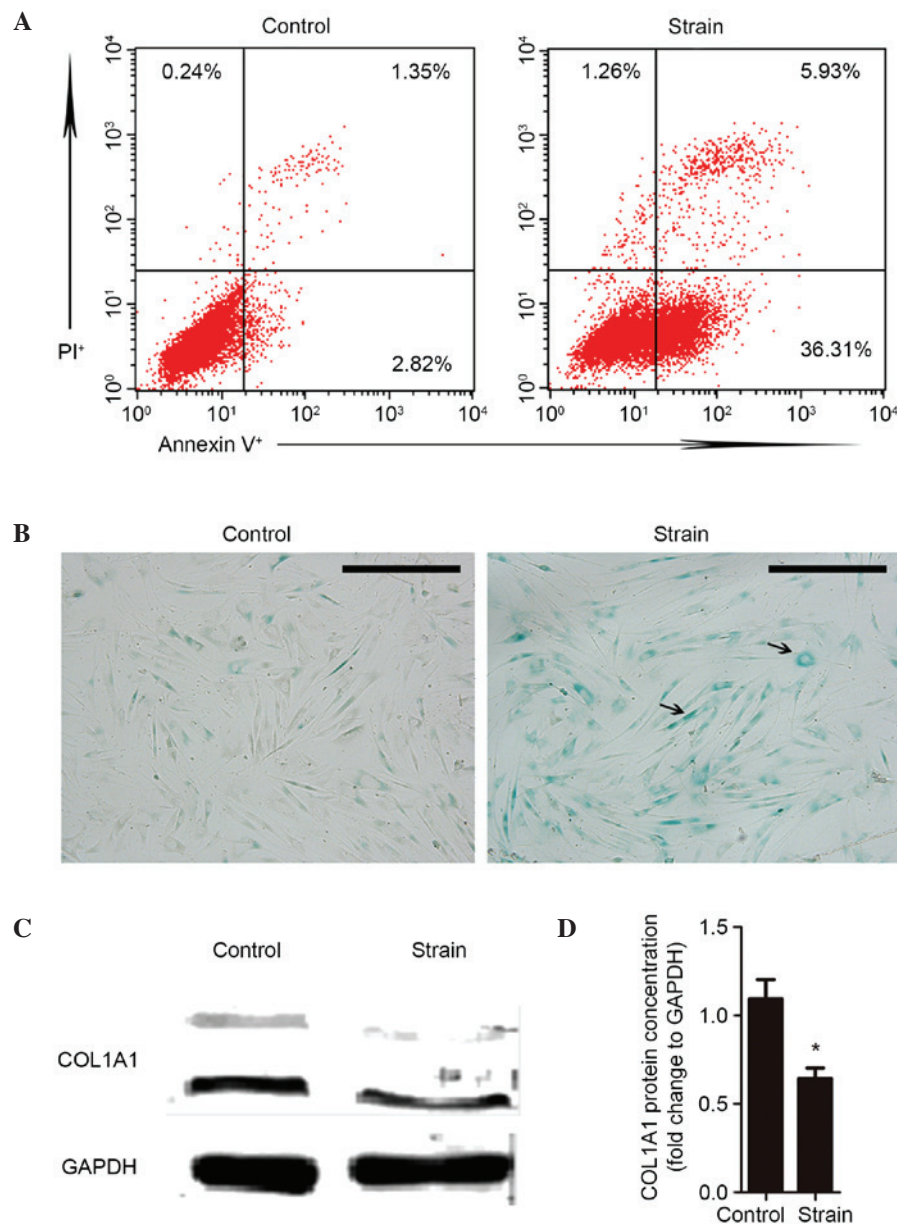 A
Control
Strain
10⁴
10³
10²
10¹
10⁰
0.24%
1.35%
2.82%
10⁰ 10¹ 10² 10³ 10⁴
10⁴
10³
10²
10¹
10⁰
1.26%
5.93%
36.31%
10⁰ 10¹ 10² 10³ 10⁴
PI⁺
Annexin V⁺
B
Control
Strain
C
Control
Strain
COL1A1
GAPDH
D
COL1A1 protein concentration
(fold change to GAPDH)
1.5
1.0
0.5
0.0
*
Control Strain